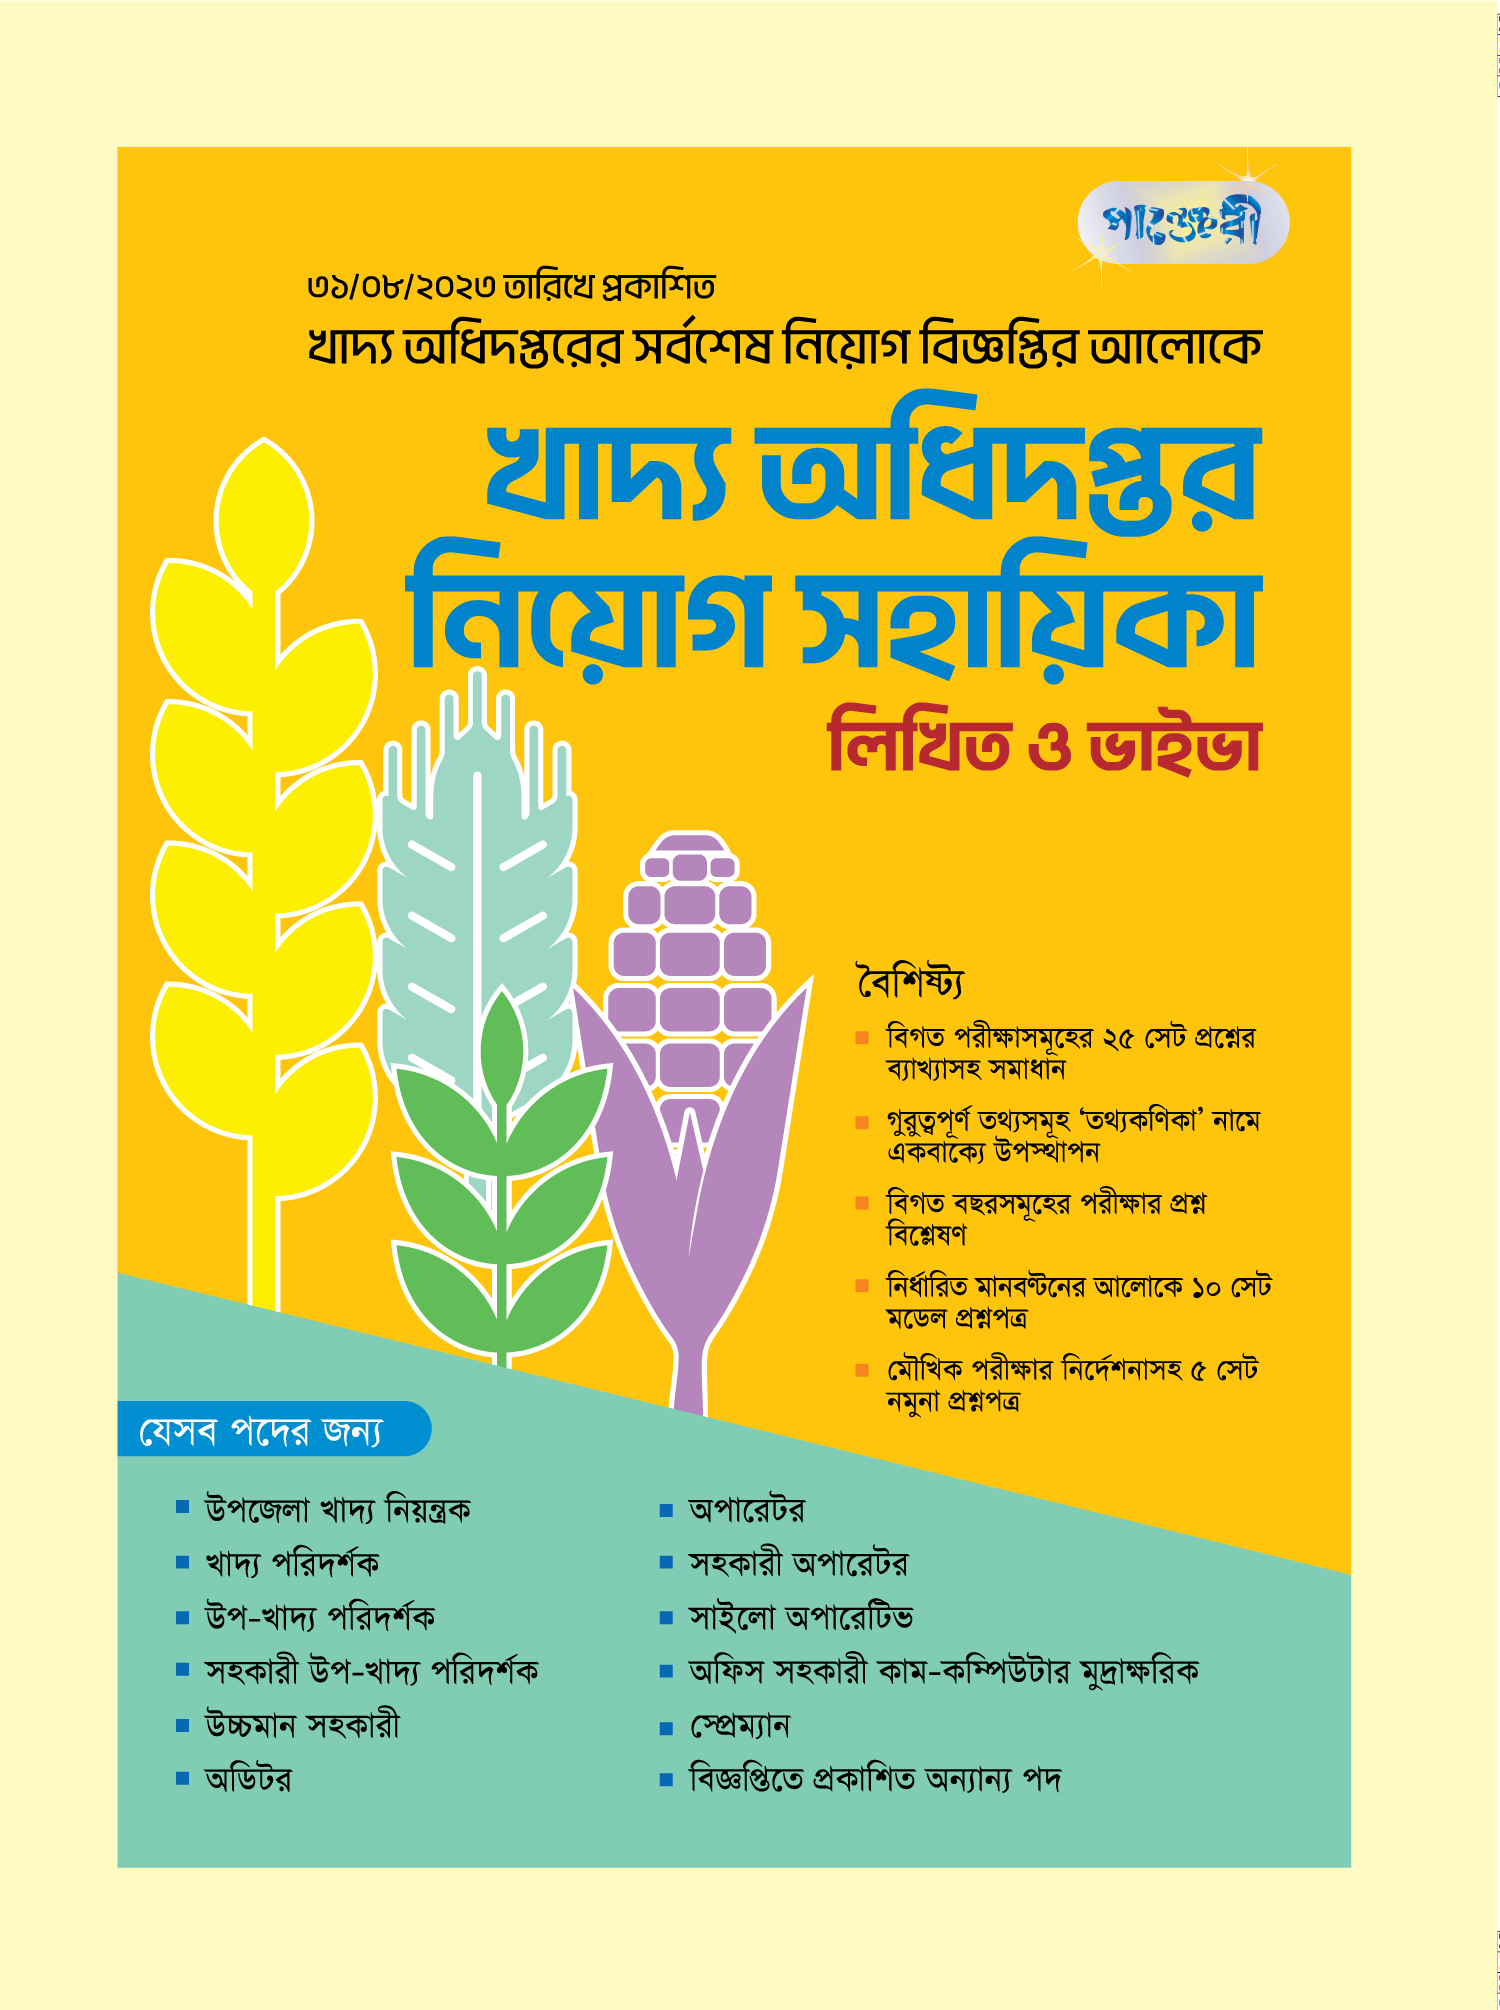 পাঞ্জেরী
৩১/০৮/২০২৩ তারিখে প্রকাশিত
খাদ্য অধিদপ্তরের সর্বশেষ নিয়োগ বিজ্ঞপ্তির আলোকে
খাদ্য অধিদপ্তর
নিয়োগ সহায়িকা
লিখিত ও ভাইভা
বৈশিষ্ট্য
বিগত পরীক্ষাসমূহের ২৫ সেট প্রশ্নের
ব্যাখ্যাসহ সমাধান
গুরুত্বপূর্ণ তথ্যসমূহ ‘তথ্যকণিকা’ নামে
একবাক্যে উপস্থাপন
বিগত বছরসমূহের পরীক্ষার প্রশ্ন
বিশ্লেষণ
নির্ধারিত মানবণ্টনের আলোকে ১০ সেট
মডেল প্রশ্নপত্র
মৌখিক পরীক্ষার নির্দেশনাসহ ৫ সেট
নমুনা প্রশ্নপত্র
যেসব পদের জন্য
উপজেলা খাদ্য নিয়ন্ত্রক
খাদ্য পরিদর্শক
উপ-খাদ্য পরিদর্শক
সহকারী উপ-খাদ্য পরিদর্শক
উচ্চমান সহকারী
অডিটর
অপারেটর
সহকারী অপারেটর
সাইলো অপারেটিভ
অফিস সহকারী কাম-কম্পিউটার মুদ্রাক্ষরিক
স্প্রেম্যান
বিজ্ঞপ্তিতে প্রকাশিত অন্যান্য পদ